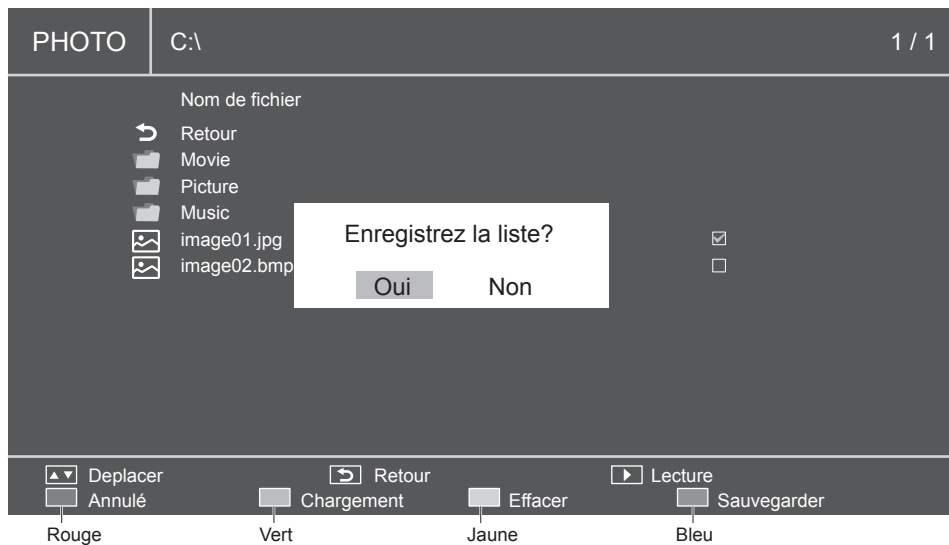 PHOTO C:\ 1 / 1
Nom de fichier
Retour
Movie
Picture
Music
image01.jpg
image02.bmp
Enregistrez la liste?
Oui Non
Deplacer Retour Lecture
Annulé Chargement Effacer Sauvegarder
Rouge Vert Jaune Bleu